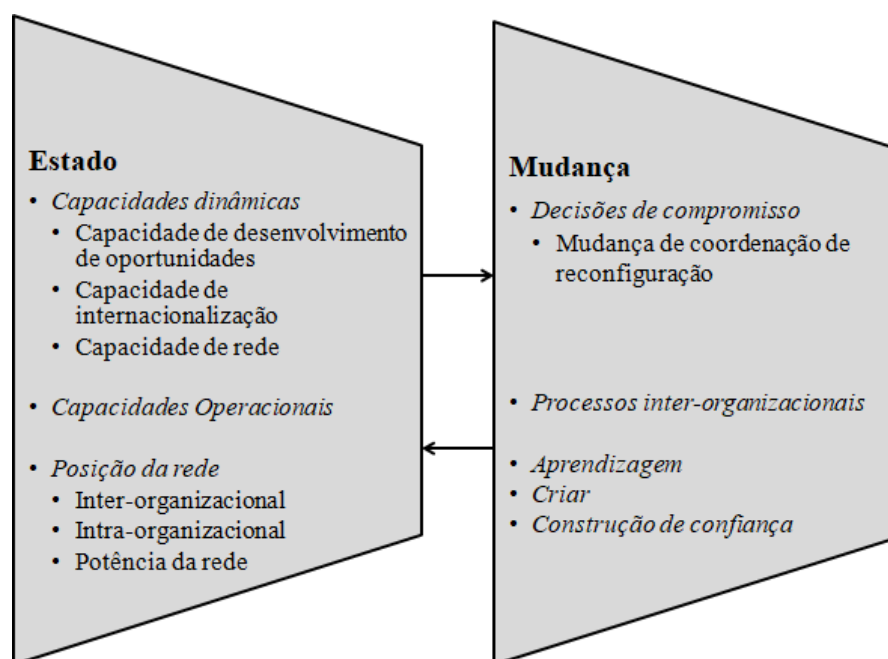 Estado
• Capacidades dinâmicas
• Capacidade de desenvolvimento
de oportunidades
• Capacidade de
internacionalização
• Capacidade de rede
• Capacidades Operacionais
• Posição da rede
• Inter-organizacional
• Intra-organizacional
• Potência da rede
Mudança
• Decisões de compromisso
• Mudança de coordenação de
reconfiguração
• Processos inter-organizacionais
• Aprendizagem
• Criar
• Construção de confiança